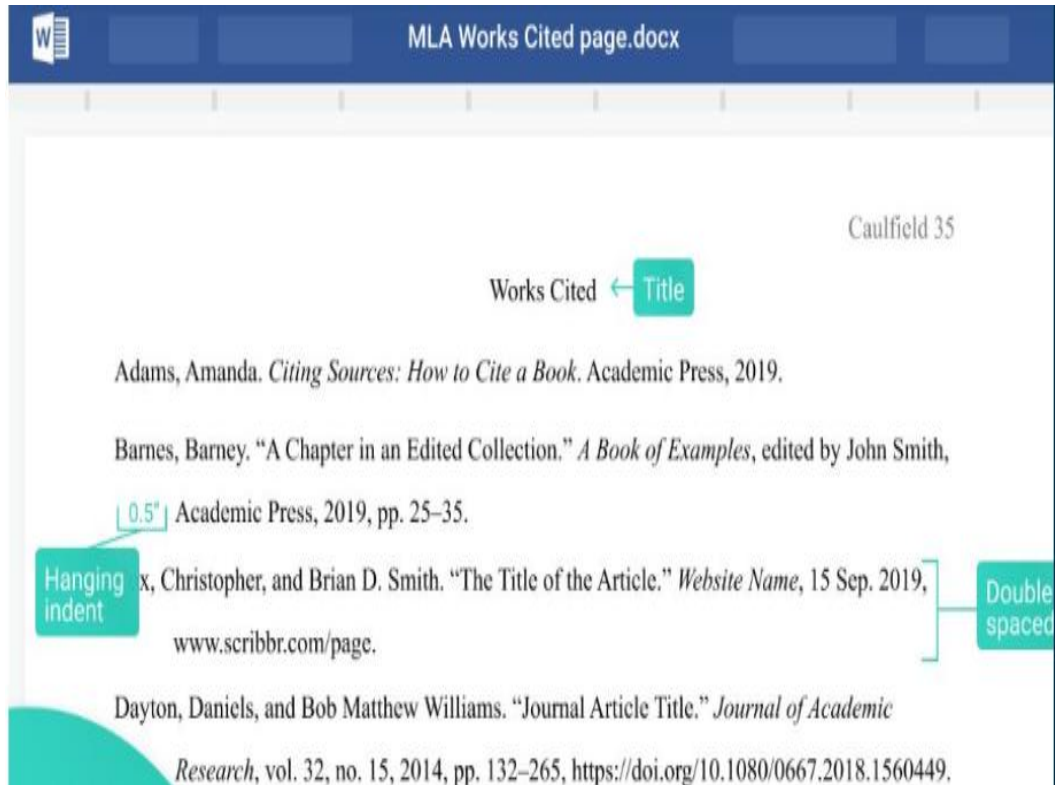 W
MLA Works Cited page.docx
Caulfield 35
Works Cited
Title
Adams, Amanda. Citing Sources: How to Cite a Book. Academic Press, 2019.
Barnes, Barney. “A Chapter in an Edited Collection.” A Book of Examples, edited by John Smith,
0.5" Academic Press, 2019, pp. 25–35.
Hanging
indent
x, Christopher, and Brian D. Smith. “The Title of the Article.” Website Name, 15 Sep. 2019,
www.scribbr.com/page.
Double
spaced
Dayton, Daniels, and Bob Matthew Williams. “Journal Article Title.” Journal of Academic
Research, vol. 32, no. 15, 2014, pp. 132–265, https://doi.org/10.1080/0667.2018.1560449.